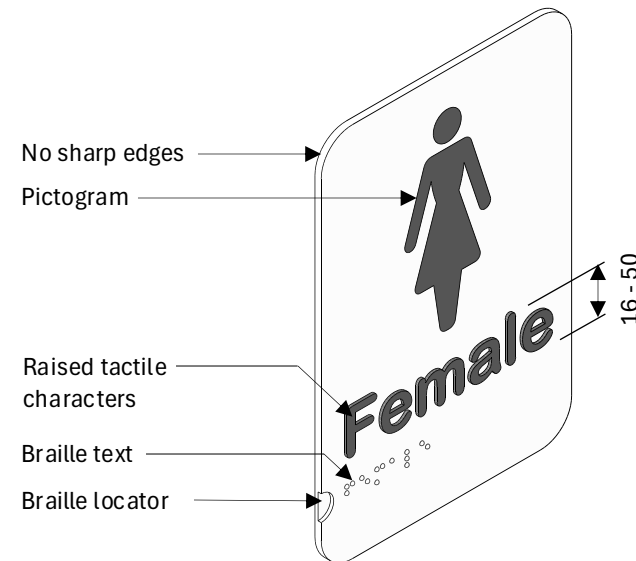 No sharp edges
Pictogram
16 - 50
Female
Raised tactile
characters
Braille text
Braille locator